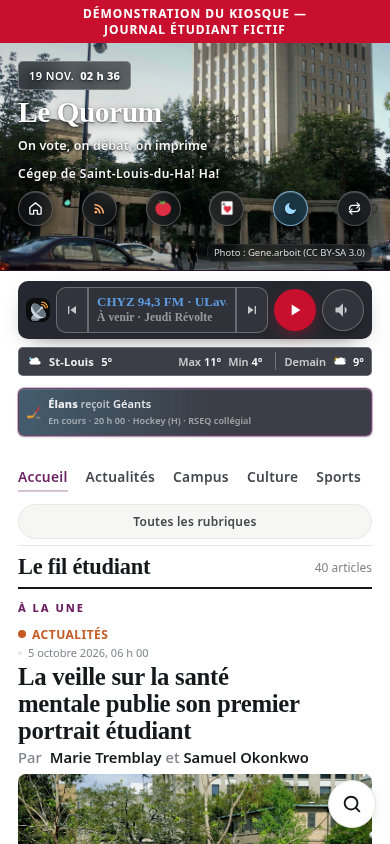 DÉMONSTRATION DU KIOSQUE —
JOURNAL ÉTUDIANT FICTIF
19 NOV. 02 h 36
Le Quorum
On vote, on débat, on imprime
Cégep de Saint-Louis-du-Ha! Ha!
Photo : Gene.arboit (CC BY-SA 3.0)
CHYZ 94,3 FM · ULav
À venir · Jeudi Révolte
St-Louis 5° Max 11° Min 4° Demain 9°
Élans reçoit Géants
En cours · 20 h 00 · Hockey (H) · RSEQ collégial
Accueil Actualités Campus Culture Sports
Toutes les rubriques
Le fil étudiant 40 articles
À LA UNE
ACTUALITÉS
5 octobre 2026, 06 h 00
La veille sur la santé
mentale publie son premier
portrait étudiant
Par Marie Tremblay et Samuel Okonkwo